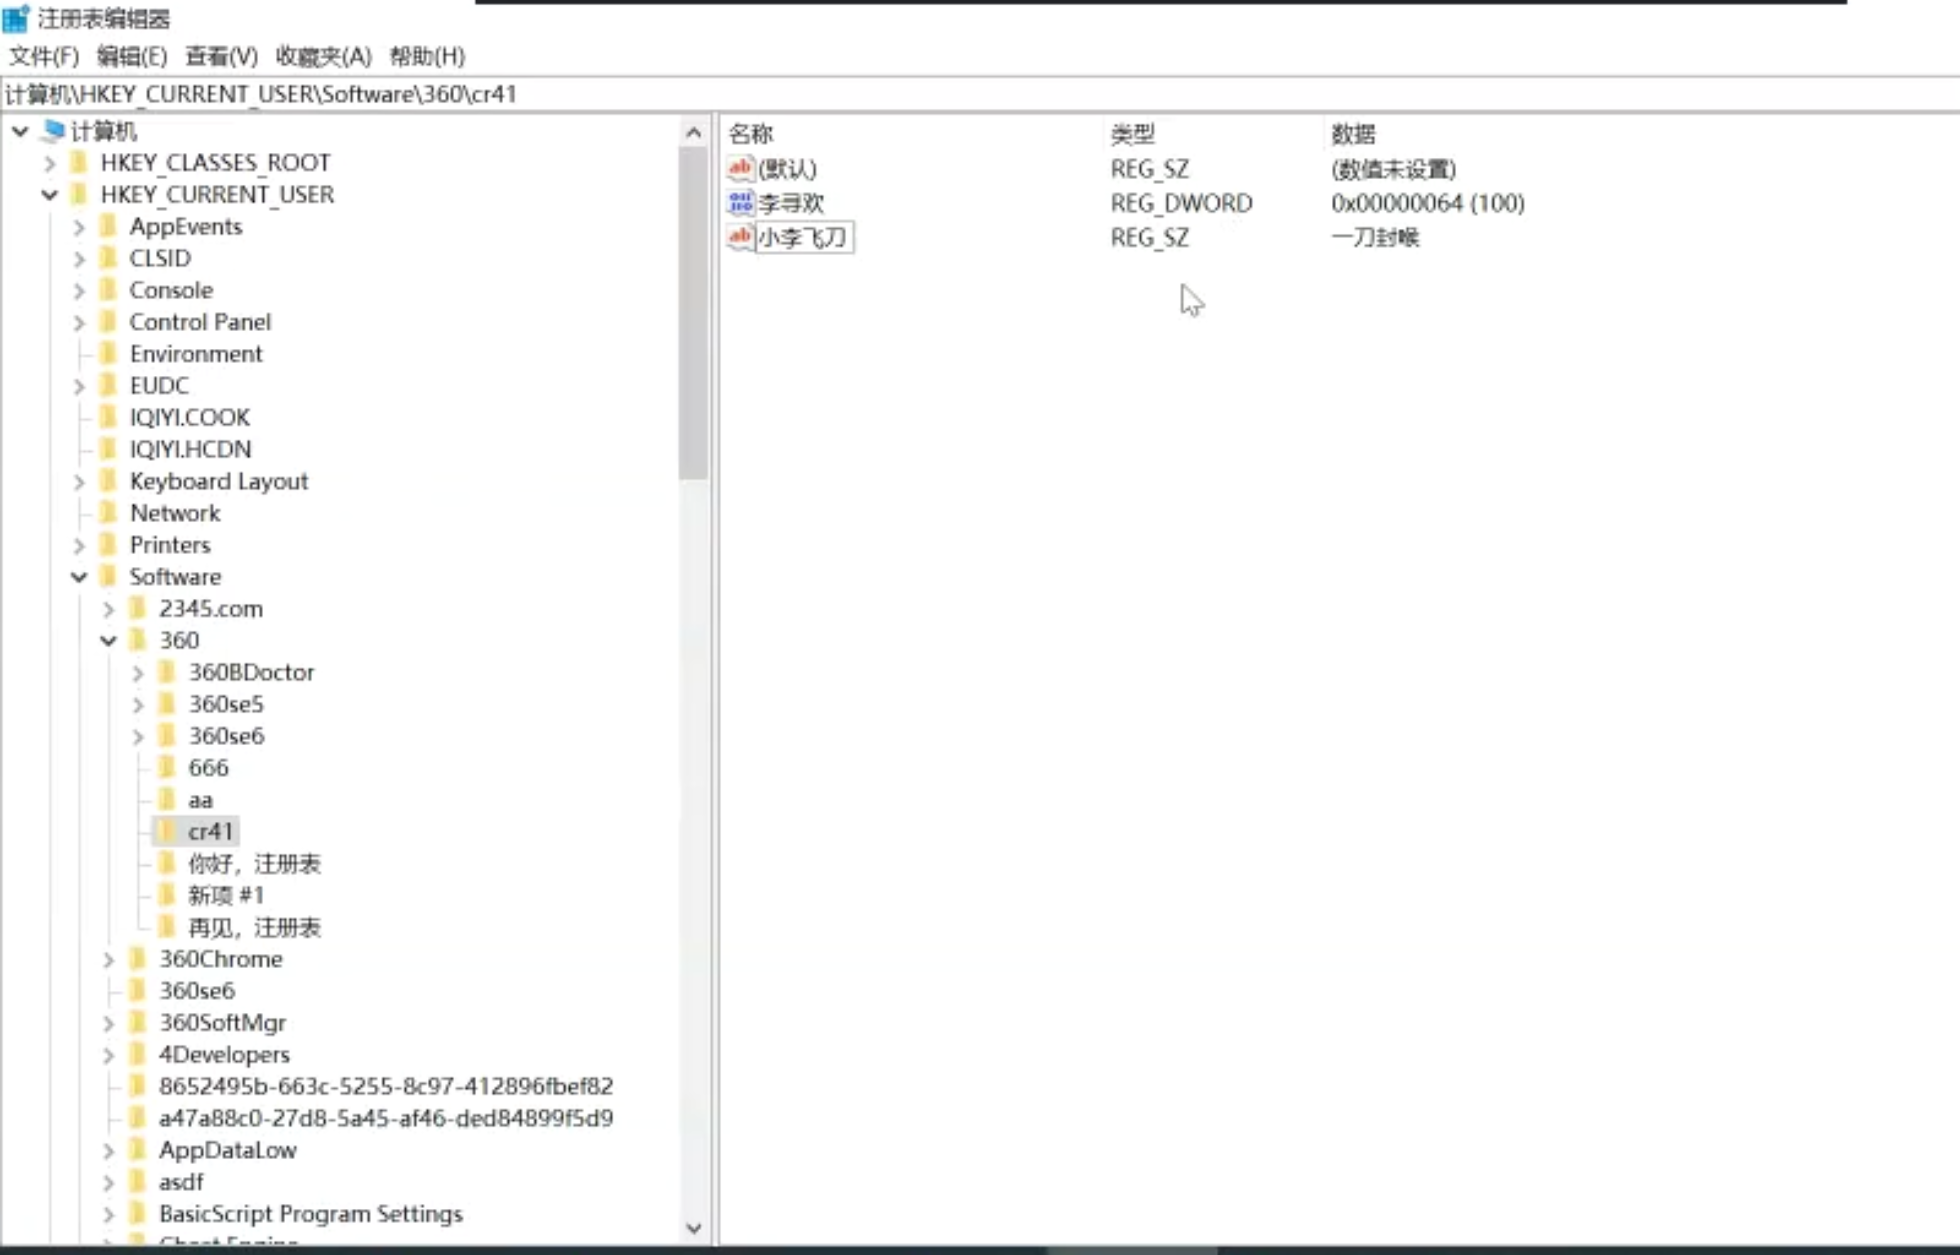 注册表编辑器
文件(F) 编辑(E) 查看(V) 收藏夹(A) 帮助(H)
计算机\HKEY_CURRENT_USER\Software\360\cr41
计算机
HKEY_CLASSES_ROOT
HKEY_CURRENT_USER
AppEvents
CLSID
Console
Control Panel
Environment
EUDC
IQIYI.COOK
IQIYI.HCDN
Keyboard Layout
Network
Printers
Software
2345.com
360
360BDoctor
360se5
360se6
666
aa
cr41
你好，注册表
新项 #1
再见，注册表
360Chrome
360se6
360SoftMgr
4Developers
8652495b-663c-5255-8c97-412896fbef82
a47a88c0-27d8-5a45-af46-ded84899f5d9
AppDataLow
asdf
BasicScript Program Settings
名称 类型 数据
(默认) REG_SZ (数值未设置)
李寻欢 REG_DWORD 0x00000064 (100)
小李飞刀 REG_SZ 一刀封喉